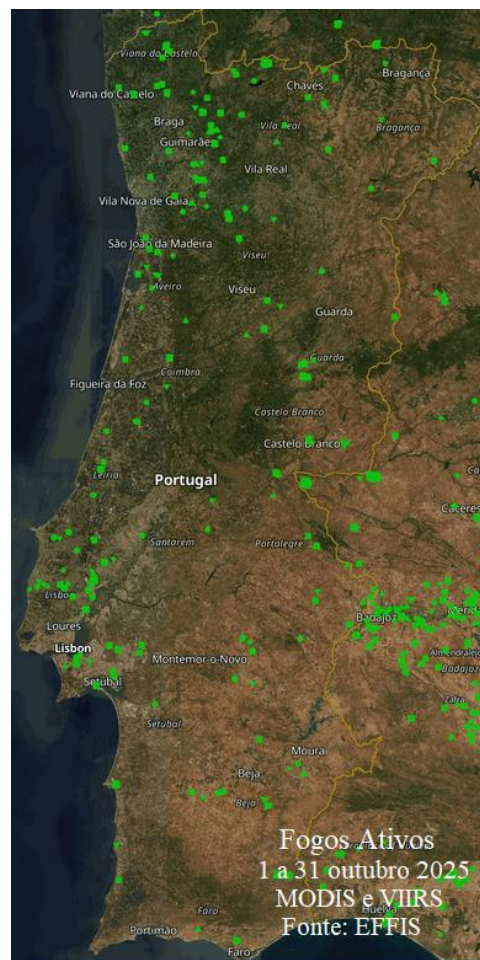 Viana do Castelo
Bragança
Chaves
Viana do Castelo
Braga
Vila Real
Bragança
Guimarãe
Vila Real
Vila Nova de Gaia
São João da Madeira
Viseu
Aveiro
Viseu
Guarda
Guarda
Coimbra
Figueira da Foz
Castelo Branco
Castelo Branco
Leiria
Portugal
Cáceres
Santarém
Portalegre
Lisbo
Badajoz
Mérid
Loures
Lisbon
Montemor-o-Novo
Almendralejo
Badajoz
Setúbal
Zafra
Setúbal
Moura
Beja
Beja
Fogos Ativos
1 a 31 outubro 2025
MODIS e VIIRS
Huelva
Faro
Fonte: EFFIS
Portimão
Faro